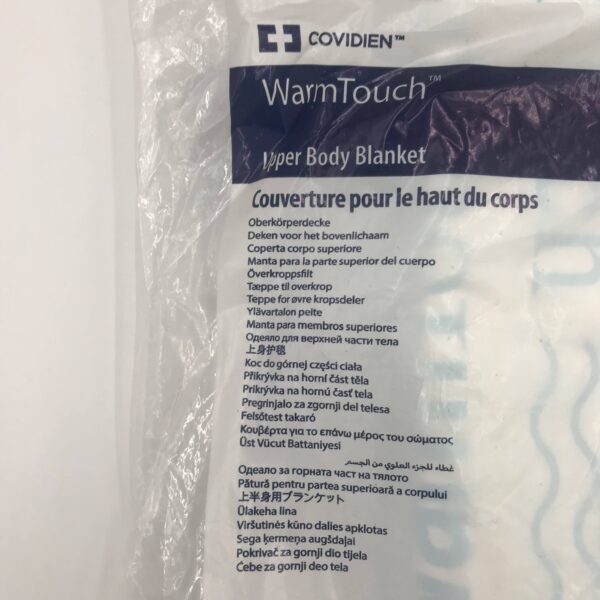 COVIDIEN™
WarmTouch™
Upper Body Blanket
Couverture pour le haut du corps
Oberkörperdecke
Deken voor het bovenlichaam
Coperta corpo superiore
Manta para la parte superior del cuerpo
Överkroppsfilt
Tæppe til overkrop
Teppe for øvre kropsdeler
Ylävartalon peite
Manta para membros superiores
Одеяло для верхней части тела
上身护毯
Koc do górnej części ciała
Přikrývka na horní část těla
Prikrývka na hornú časť tela
Pregrinjalo za zgornji del telesa
Felsőtest takaró
Κουβέρτα για το επάνω μέρος του σώματος
Üst Vücut Battaniyesi
غطاء للجزء العلوي من الجسم
Одеало за горната част на тялото
Pătură pentru partea superioară a corpului
上半身用ブランケット
Ülakeha lina
Viršutinės kūno dalies apklotas
Sega ķermeņa augšdaļai
Pokrivač za gornji dio tijela
Ćebe za gornji deo tela